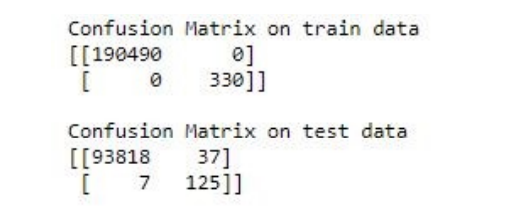 Confusion Matrix on train data
[[190490 0]
[ 0 330]]
Confusion Matrix on test data
[[93818 37]
[ 7 125]]